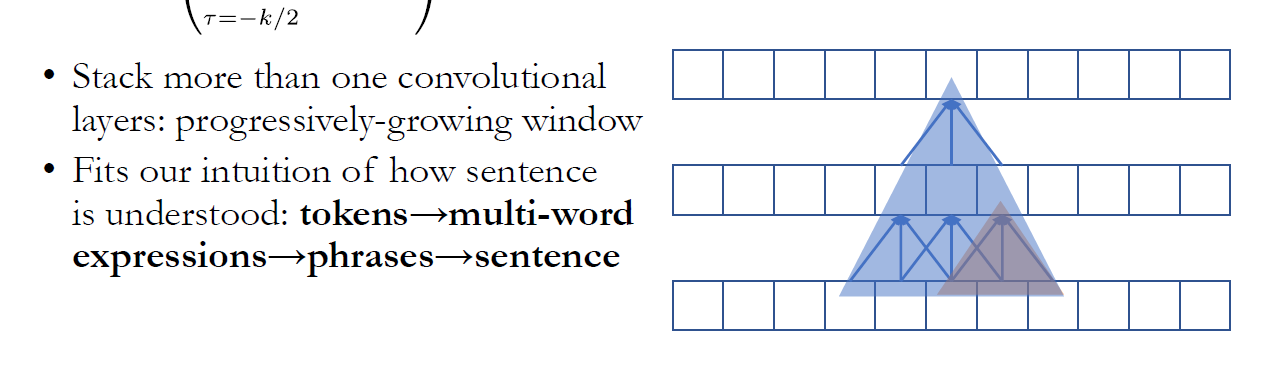 τ=−k/2
• Stack more than one convolutional
layers: progressively-growing window
• Fits our intuition of how sentence
is understood: tokens→multi-word
expressions→phrases→sentence